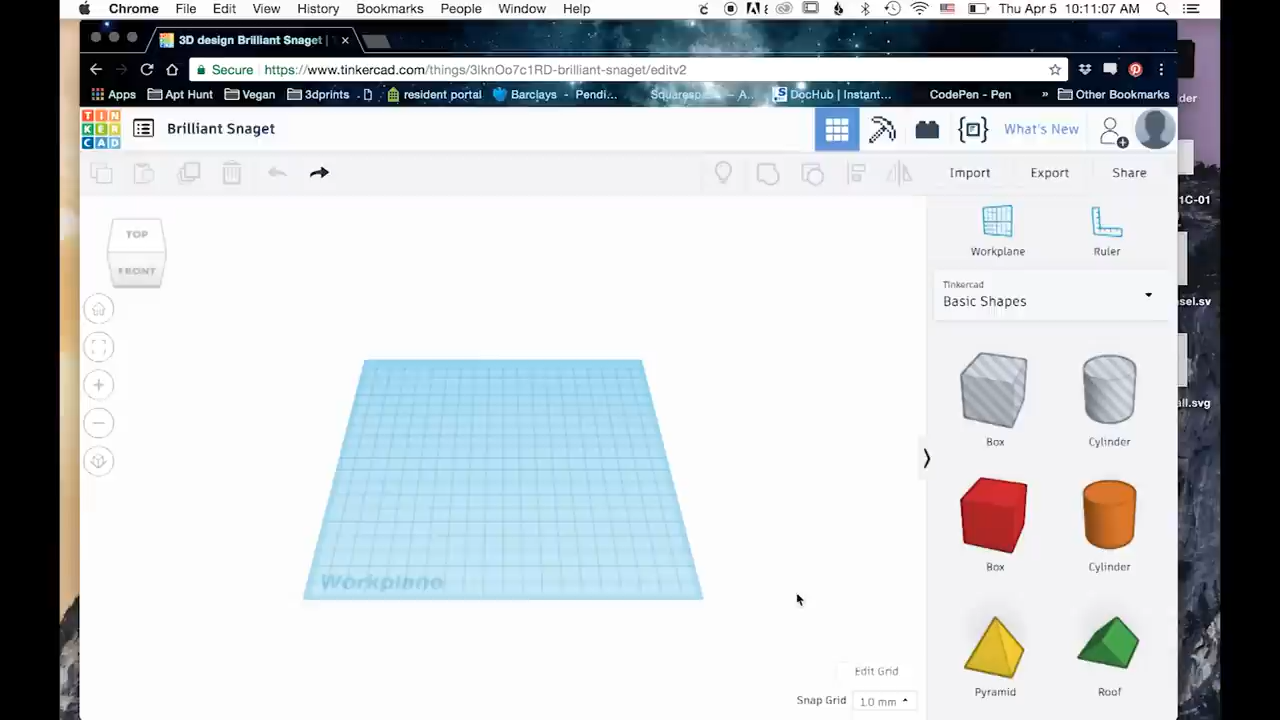 Chrome File Edit View History Bookmarks People Window Help Thu Apr 5 10:11:07 AM
3D design Brilliant Snaget |
Secure https://www.tinkercad.com/things/3lknOo7c1RD-brilliant-snaget/editv2
Apps Apt Hunt Vegan 3dprints resident portal Barclays - Pendi... Squaresp... – A... DocHub | Instant... CodePen - Pen » Other Bookmarks
TIN
KER
CAD
Brilliant Snaget
What's New
1C-01
Import Export Share
TOP
FRONT
Workplane Ruler
Tinkercad
Basic Shapes
Box Cylinder
Box Cylinder
Workplane
Edit Grid
Pyramid Roof
Snap Grid 1.0 mm